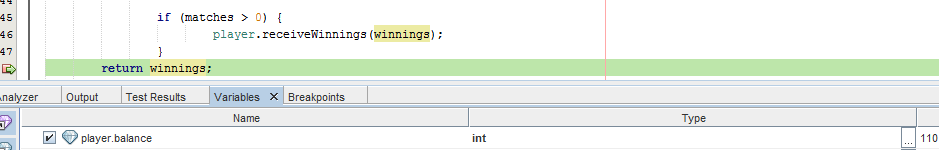 45 if (matches > 0) {
46 player.receiveWinnings(winnings);
47 }
return winnings;
Analyzer Output Test Results Variables Breakpoints
Name Type
player.balance int ... 110